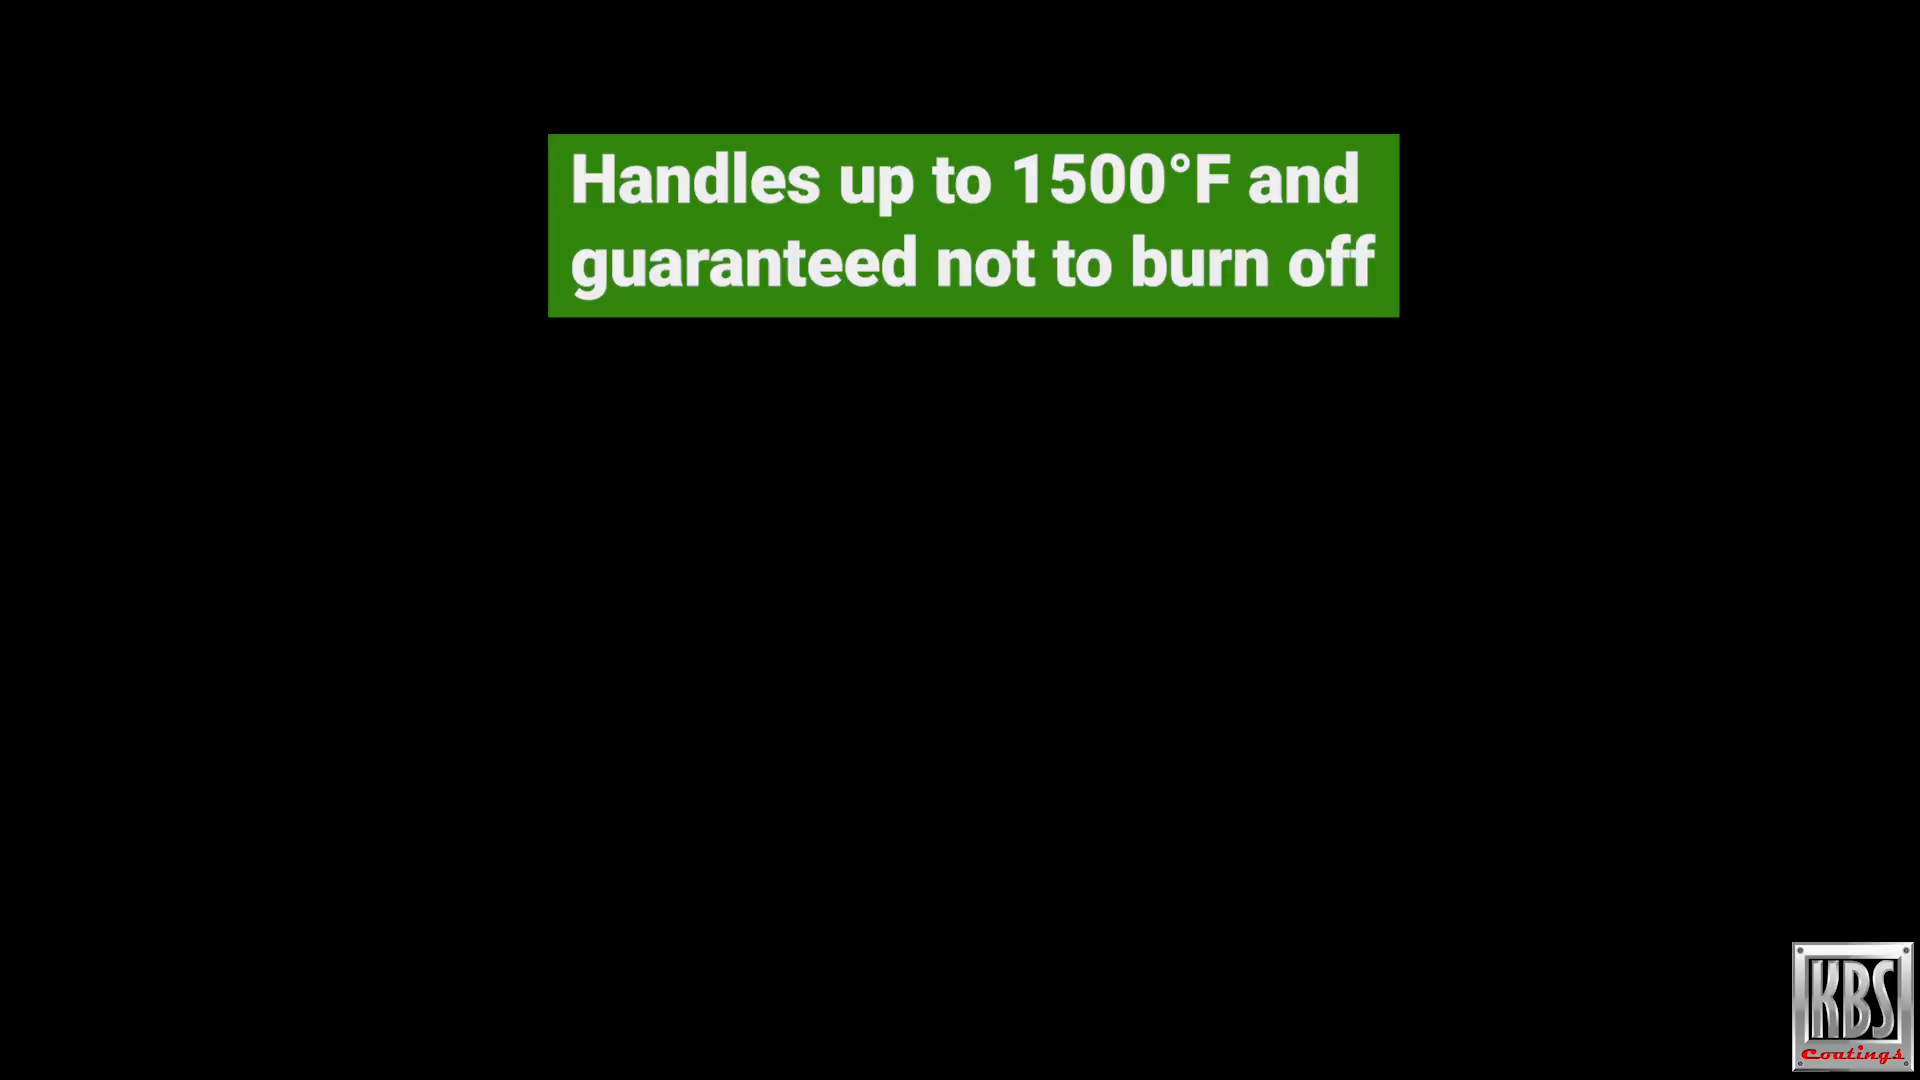 Handles up to 1500°F and
guaranteed not to burn off
KBS
Coatings